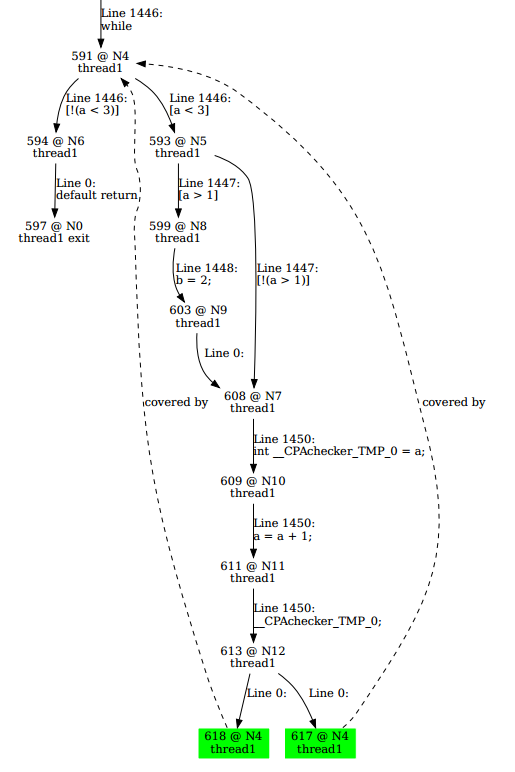 Line 1446:
while
591 @ N4
thread1
Line 1446:
[!(a < 3)]
Line 1446:
[a < 3]
594 @ N6
thread1
593 @ N5
thread1
Line 0:
default return
Line 1447:
[a > 1]
597 @ N0
thread1 exit
599 @ N8
thread1
Line 1448:
b = 2;
Line 1447:
[!(a > 1)]
603 @ N9
thread1
Line 0:
608 @ N7
thread1
covered by
covered by
Line 1450:
int __CPAchecker_TMP_0 = a;
609 @ N10
thread1
Line 1450:
a = a + 1;
611 @ N11
thread1
Line 1450:
__CPAchecker_TMP_0;
613 @ N12
thread1
Line 0:
Line 0:
618 @ N4
thread1
617 @ N4
thread1